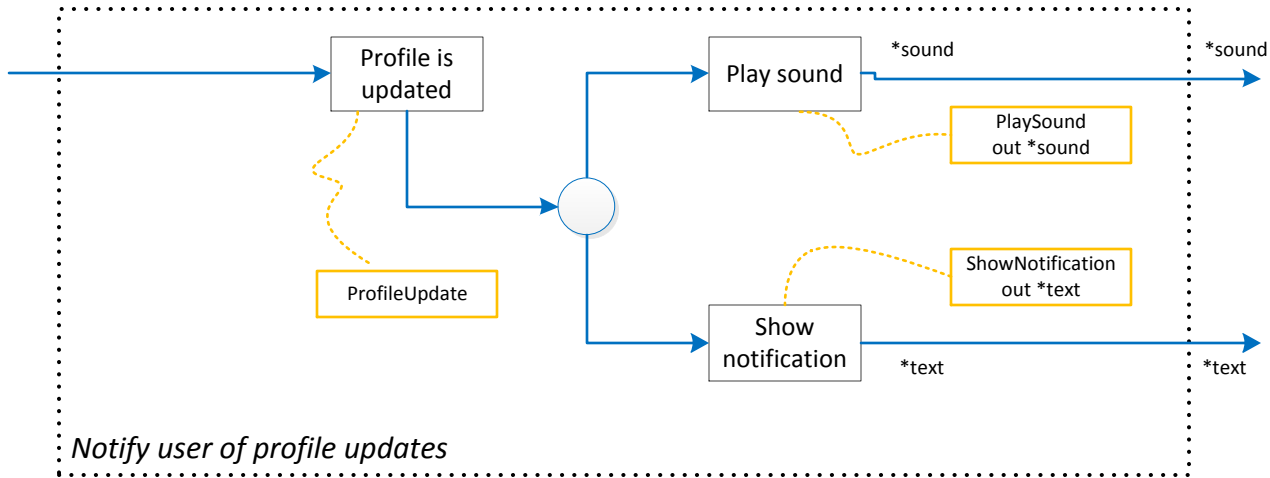 Profile is
updated
Play sound
*sound
*sound
PlaySound
out *sound
ProfileUpdate
ShowNotification
out *text
Show
notification
*text
*text
Notify user of profile updates